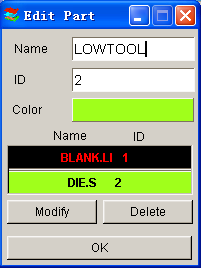 Edit Part
Name LOWTOOL
ID 2
Color
Name ID
BLANK.LI 1
DIE.S 2
Modify Delete
OK